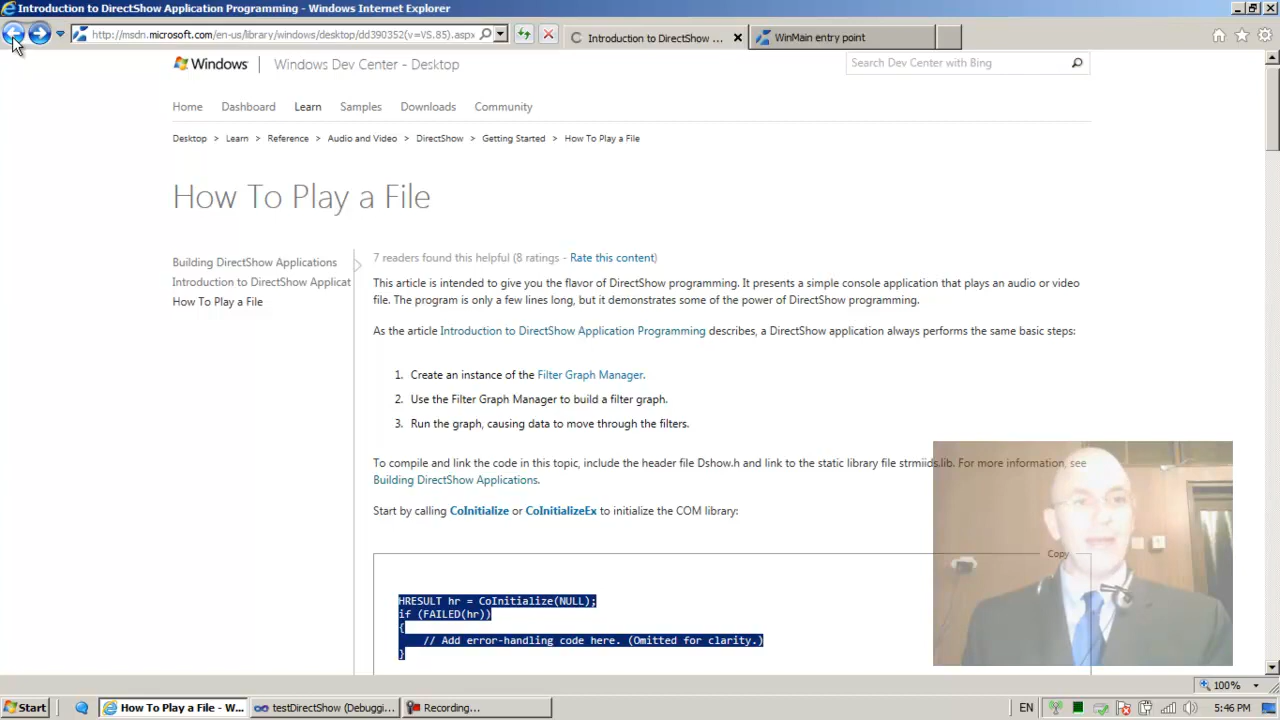 Introduction to DirectShow Application Programming - Windows Internet Explorer
http://msdn.microsoft.com/en-us/library/windows/desktop/dd390352(v=VS.85).aspx
Introduction to DirectShow ...
WinMain entry point
Windows
Windows Dev Center - Desktop
Search Dev Center with Bing
Home Dashboard Learn Samples Downloads Community
Desktop > Learn > Reference > Audio and Video > DirectShow > Getting Started > How To Play a File
How To Play a File
Building DirectShow Applications
Introduction to DirectShow Applicat
How To Play a File
7 readers found this helpful (8 ratings - Rate this content)
This article is intended to give you the flavor of DirectShow programming. It presents a simple console application that plays an audio or video
file. The program is only a few lines long, but it demonstrates some of the power of DirectShow programming.
As the article Introduction to DirectShow Application Programming describes, a DirectShow application always performs the same basic steps:
1. Create an instance of the Filter Graph Manager.
2. Use the Filter Graph Manager to build a filter graph.
3. Run the graph, causing data to move through the filters.
To compile and link the code in this topic, include the header file Dshow.h and link to the static library file strmiids.lib. For more information, see
Building DirectShow Applications.
Start by calling CoInitialize or CoInitializeEx to initialize the COM library:
Copy
HRESULT hr = CoInitialize(NULL);
if (FAILED(hr))
{
// Add error-handling code here. (Omitted for clarity.)
}
100%
Start
How To Play a File - W...
testDirectShow (Debuggi...
Recording...
EN
5:46 PM